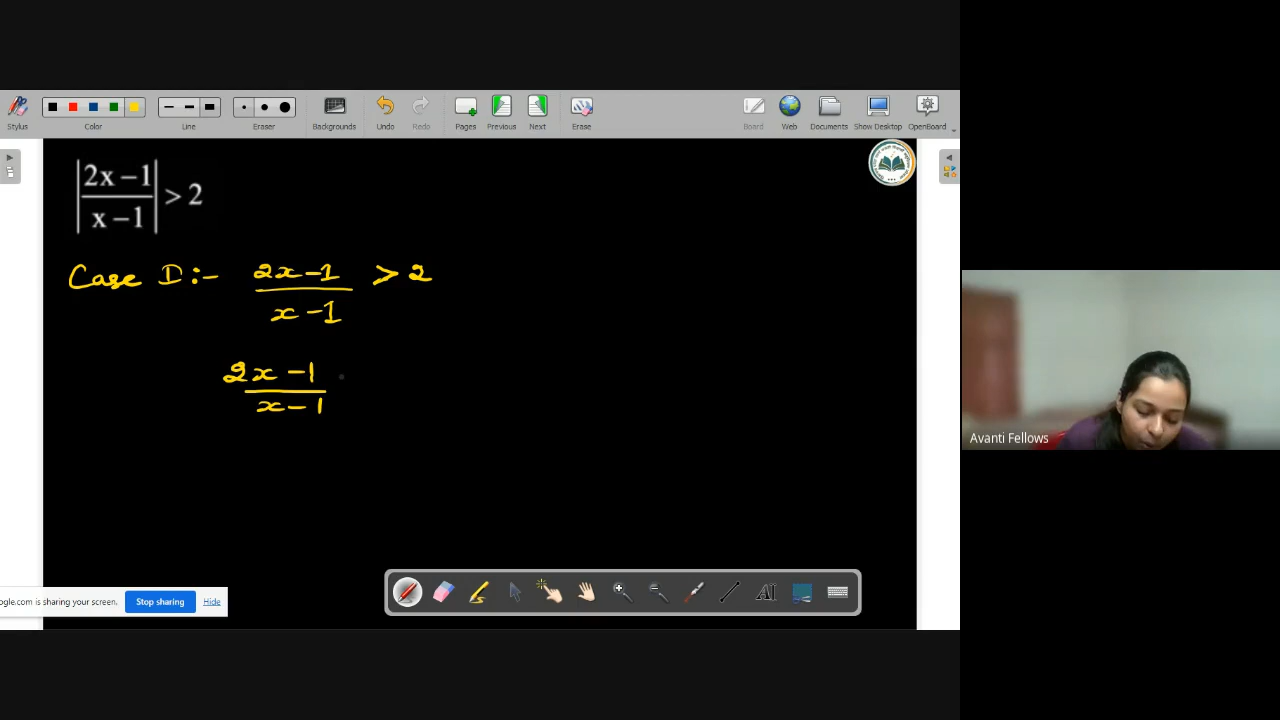 Stylus Color Line Eraser Backgrounds Undo Redo Pages Previous Next Erase Board Web Documents Show Desktop OpenBoard
|2x-1 / x-1| > 2
Case I:- 2x-1 / x-1 > 2
2x-1 / x-1
Avanti Fellows
ogle.com is sharing your screen. Stop sharing Hide